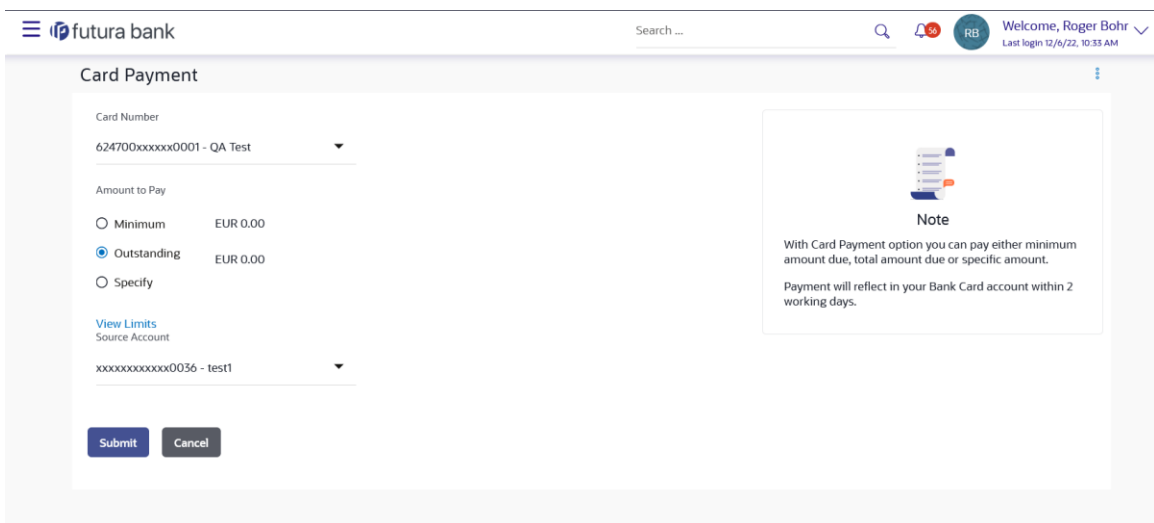 futura bank
Search ...
56
RB
Welcome, Roger Bohr
Last login 12/6/22, 10:33 AM
Card Payment
Card Number
624700xxxxxx0001 - QA Test
Amount to Pay
Minimum EUR 0.00
Outstanding EUR 0.00
Specify
View Limits
Source Account
xxxxxxxxxxxx0036 - test1
Submit Cancel
Note
With Card Payment option you can pay either minimum
amount due, total amount due or specific amount.
Payment will reflect in your Bank Card account within 2
working days.